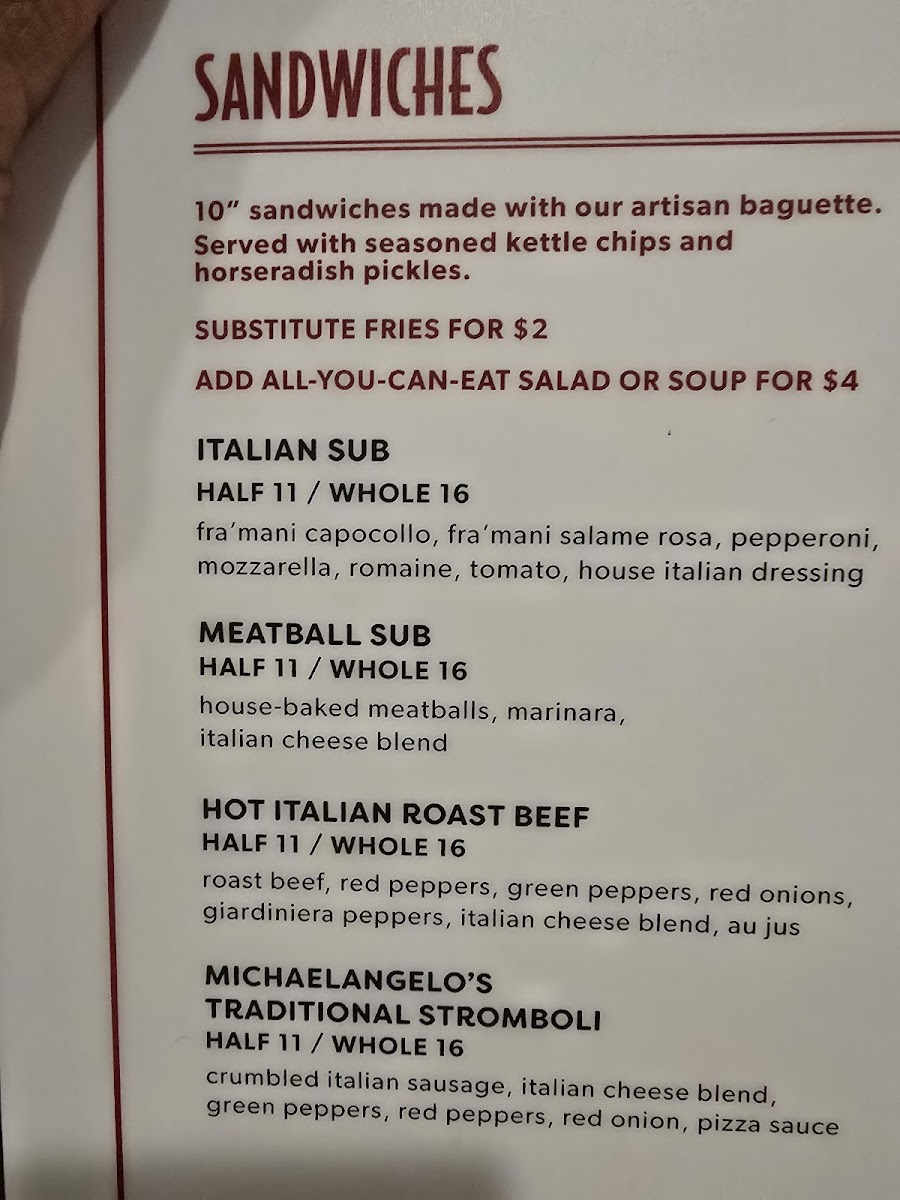 SANDWICHES
10” sandwiches made with our artisan baguette.
Served with seasoned kettle chips and
horseradish pickles.
SUBSTITUTE FRIES FOR $2
ADD ALL-YOU-CAN-EAT SALAD OR SOUP FOR $4
ITALIAN SUB
HALF 11 / WHOLE 16
fra’mani capocollo, fra’mani salame rosa, pepperoni,
mozzarella, romaine, tomato, house italian dressing
MEATBALL SUB
HALF 11 / WHOLE 16
house-baked meatballs, marinara,
italian cheese blend
HOT ITALIAN ROAST BEEF
HALF 11 / WHOLE 16
roast beef, red peppers, green peppers, red onions,
giardiniera peppers, italian cheese blend, au jus
MICHAELANGELO’S
TRADITIONAL STROMBOLI
HALF 11 / WHOLE 16
crumbled italian sausage, italian cheese blend,
green peppers, red peppers, red onion, pizza sauce